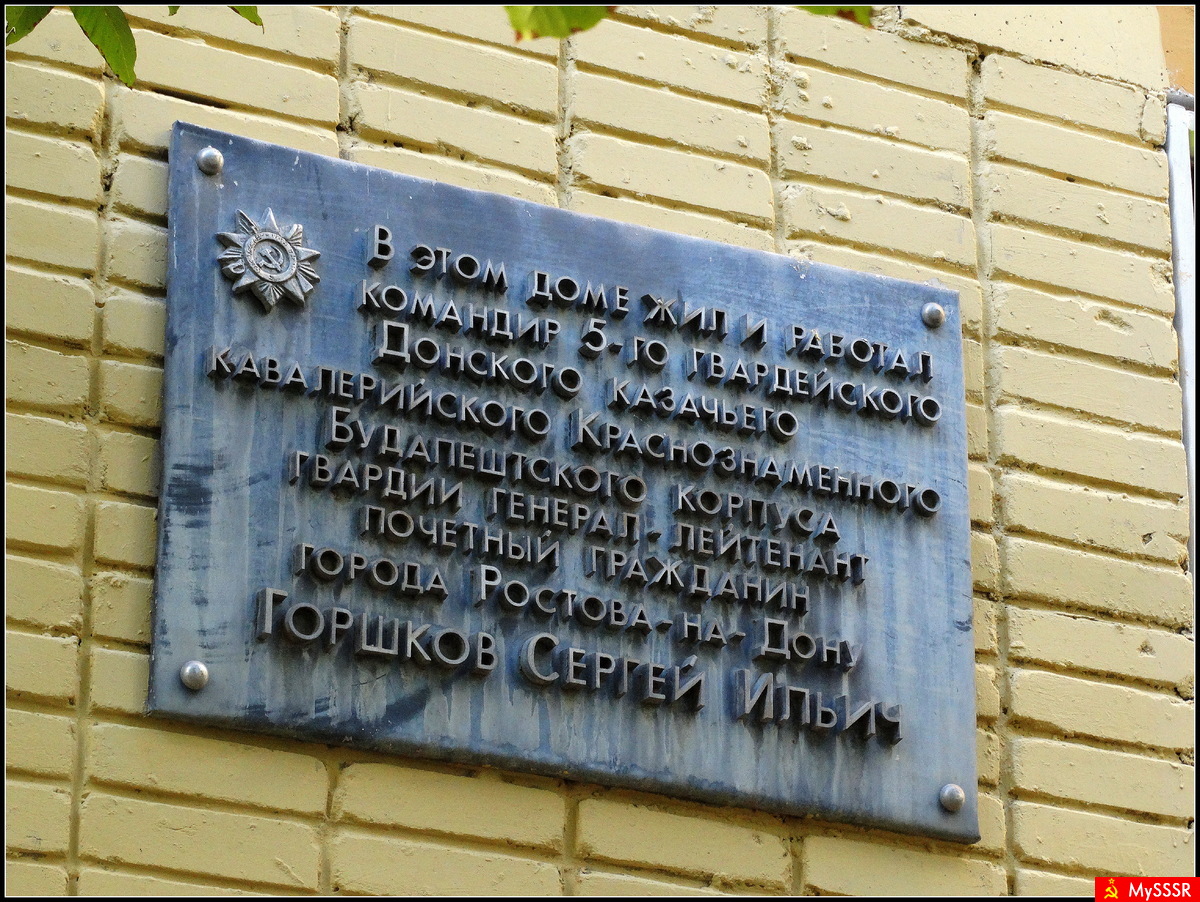 В этом доме жил и работал
командир 5-го гвардейского
Донского Казачьего
кавалерийского Краснознаменного
Будапештского корпуса
гвардии генерал-лейтенант
почетный гражданин
города Ростова-на-Дону
Горшков Сергей Ильич
MySSSR